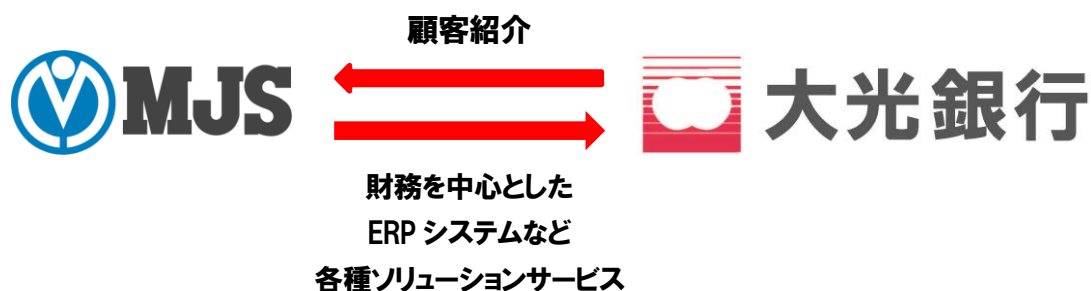 顧客紹介
MJS
大光銀行
財務を中心とした
ERP システムなど
各種ソリューションサービス